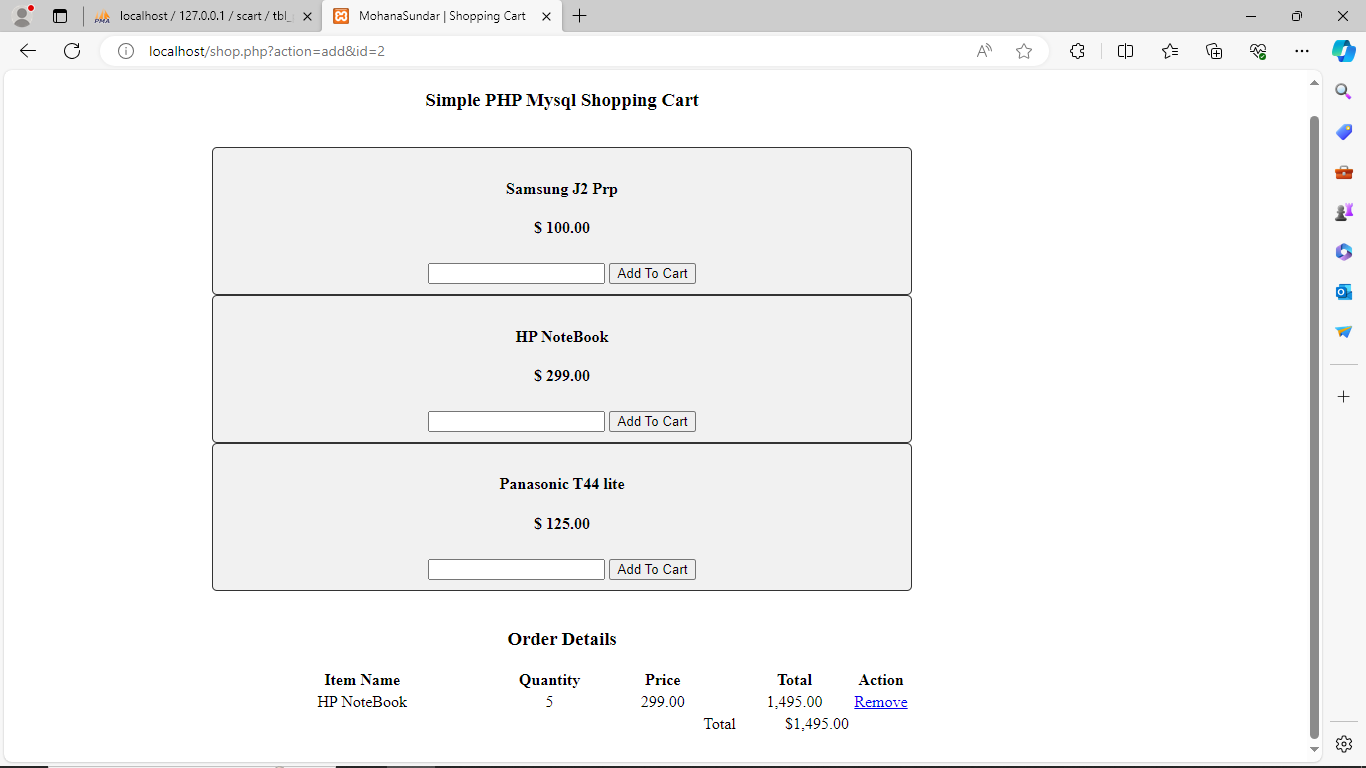 localhost / 127.0.0.1 / scart / tbl_
MohanaSundar | Shopping Cart
localhost/shop.php?action=add&id=2
Simple PHP Mysql Shopping Cart
Samsung J2 Prp
$ 100.00
Add To Cart
HP NoteBook
$ 299.00
Add To Cart
Panasonic T44 lite
$ 125.00
Add To Cart
Order Details
Item Name Quantity Price Total Action
HP NoteBook 5 299.00 1,495.00 Remove
Total $1,495.00